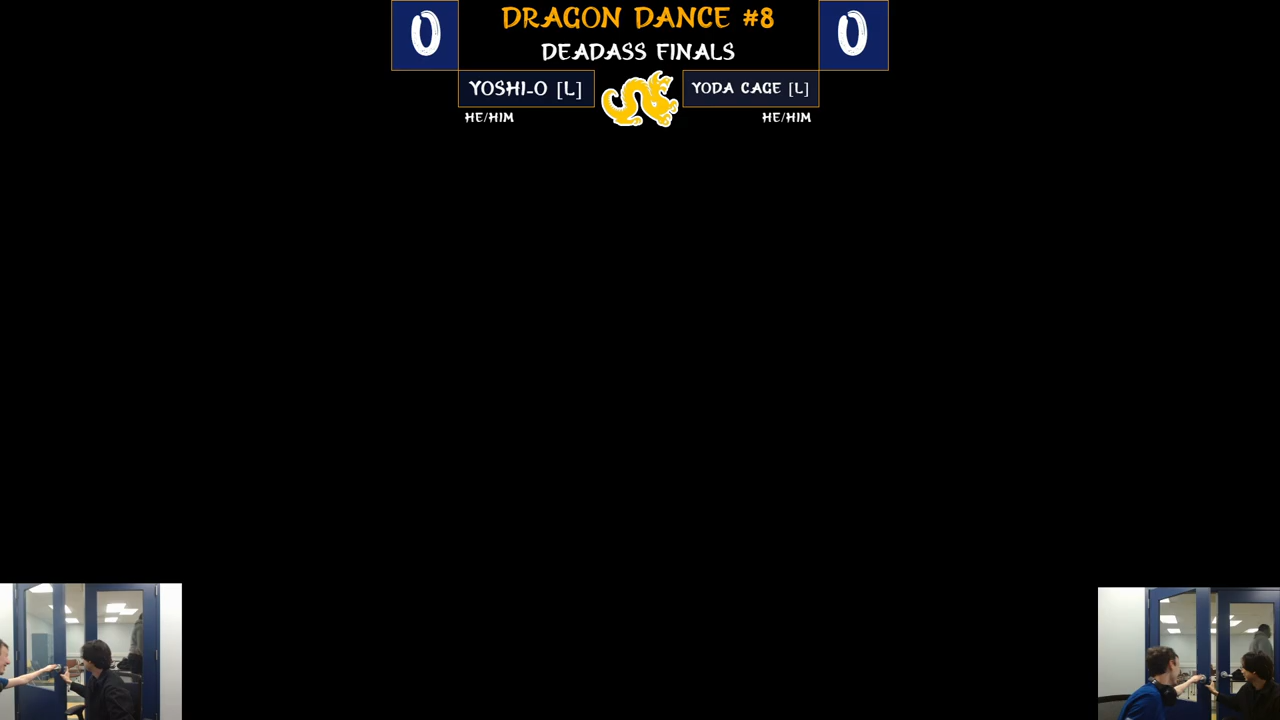 0
DRAGON DANCE #8
0
DEADASS FINALS
YOSHI-O [L]
YODA CAGE [L]
HE/HIM
HE/HIM